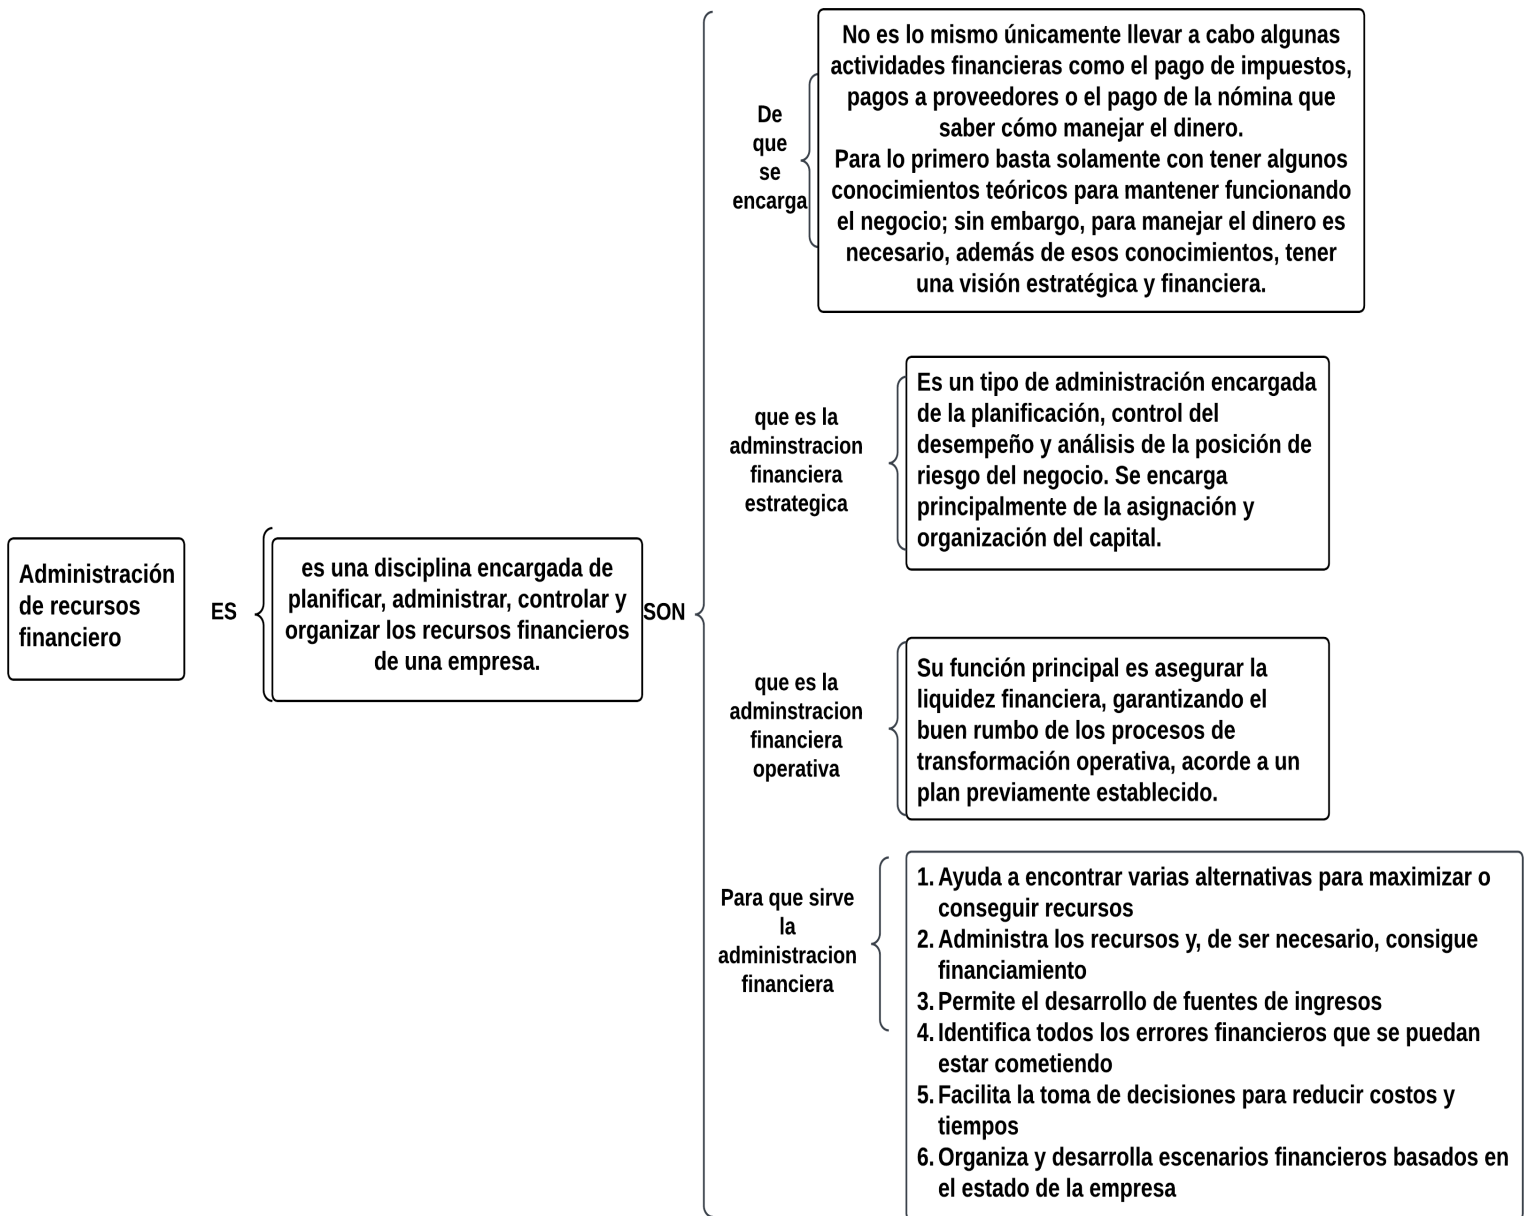 Administración
de recursos
financiero
ES
es una disciplina encargada de
planificar, administrar, controlar y
organizar los recursos financieros
de una empresa.
SON
De
que
se
encarga
No es lo mismo únicamente llevar a cabo algunas
actividades financieras como el pago de impuestos,
pagos a proveedores o el pago de la nómina que
saber cómo manejar el dinero.
Para lo primero basta solamente con tener algunos
conocimientos teóricos para mantener funcionando
el negocio; sin embargo, para manejar el dinero es
necesario, además de esos conocimientos, tener
una visión estratégica y financiera.
que es la
adminstracion
financiera
estrategica
Es un tipo de administración encargada
de la planificación, control del
desempeño y análisis de la posición de
riesgo del negocio. Se encarga
principalmente de la asignación y
organización del capital.
que es la
adminstracion
financiera
operativa
Su función principal es asegurar la
liquidez financiera, garantizando el
buen rumbo de los procesos de
transformación operativa, acorde a un
plan previamente establecido.
Para que sirve
la
administracion
financiera
1. Ayuda a encontrar varias alternativas para maximizar o
conseguir recursos
2. Administra los recursos y, de ser necesario, consigue
financiamiento
3. Permite el desarrollo de fuentes de ingresos
4. Identifica todos los errores financieros que se puedan
estar cometiendo
5. Facilita la toma de decisiones para reducir costos y
tiempos
6. Organiza y desarrolla escenarios financieros basados en
el estado de la empresa